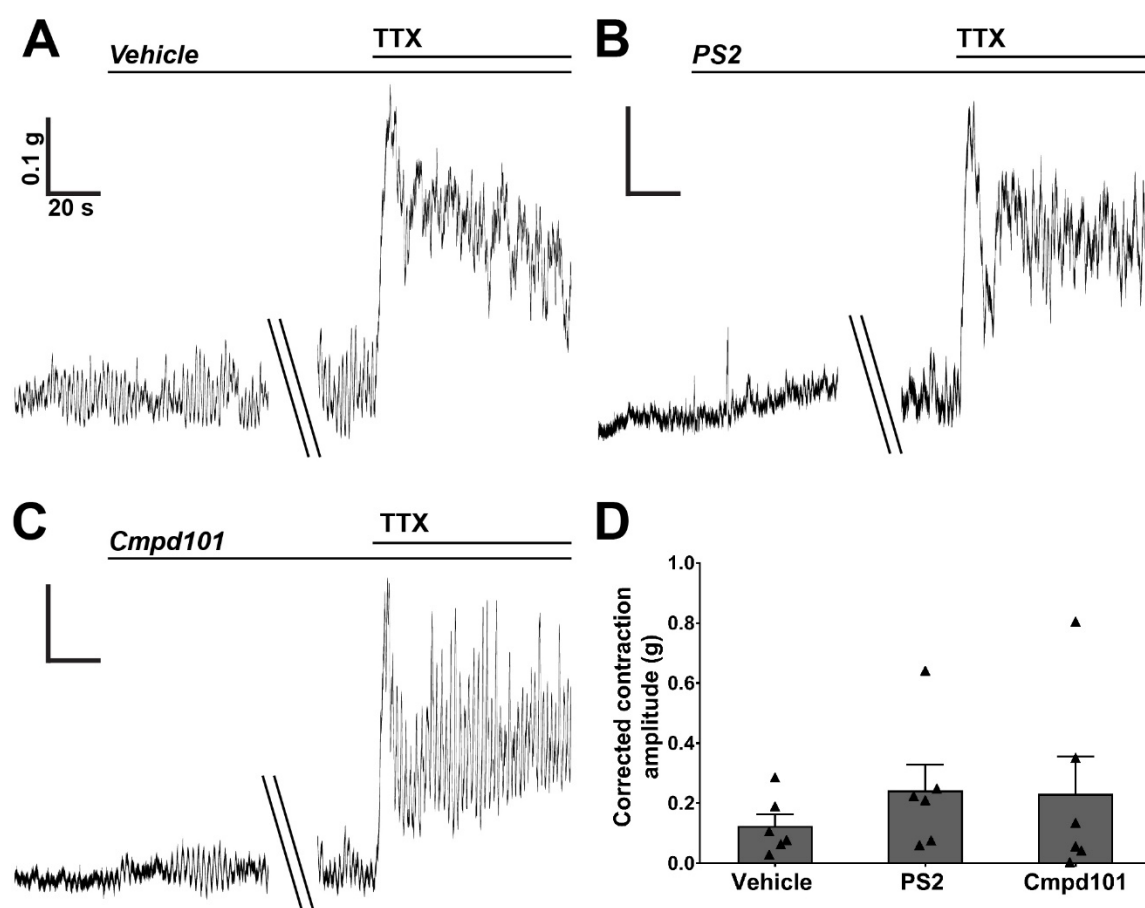 A
Vehicle
TTX
0.1 g
20 s
B
PS2
TTX
C
Cmpd101
TTX
D
Corrected contraction
amplitude (g)
1.0
0.8
0.6
0.4
0.2
0.0
Vehicle
PS2
Cmpd101